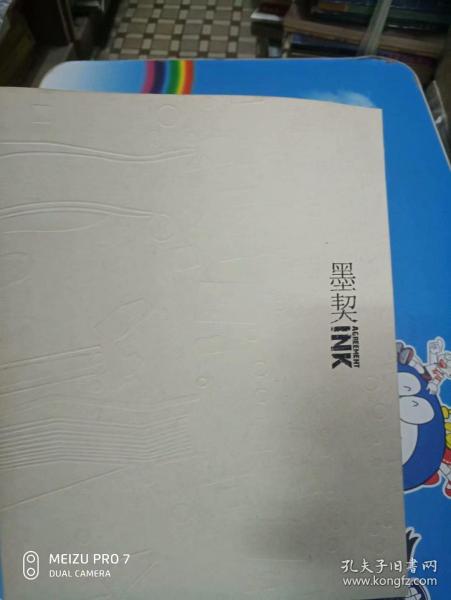 墨契
AGREEMENT
INK
MEIZU PRO 7
DUAL CAMERA
孔夫子旧书网
www.kongfz.com